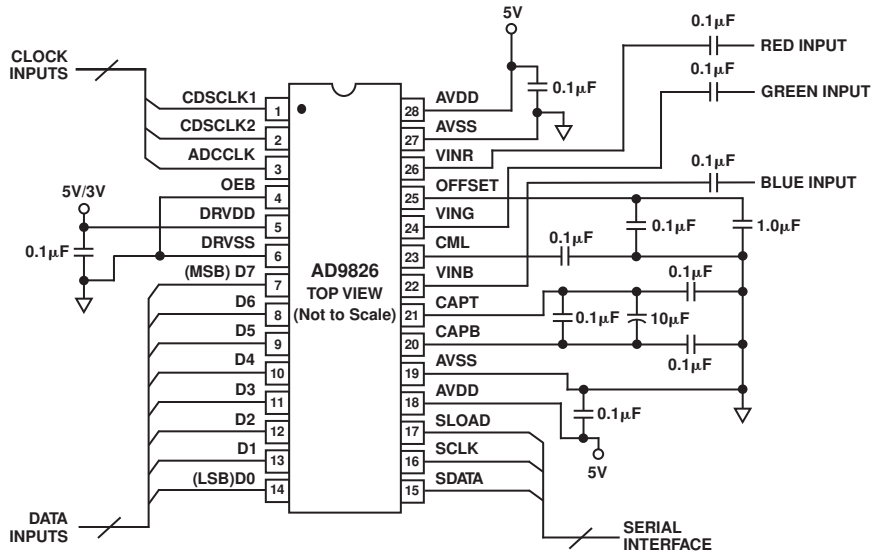 5V
0.1μF
RED INPUT
0.1μF
GREEN INPUT
CLOCK
INPUTS
0.1μF
CDSCLK1
1
28
AVDD
CDSCLK2
2
27
AVSS
ADCCLK
3
26
VINR
0.1μF
BLUE INPUT
5V/3V
OEB
4
25
OFFSET
DRVDD
5
24
VING
0.1μF
1.0μF
0.1μF
DRVSS
6
23
CML
0.1μF
AD9826
TOP VIEW
(Not to Scale)
(MSB) D7
7
22
VINB
0.1μF
D6
8
21
CAPT
0.1μF
10μF
D5
9
20
CAPB
0.1μF
D4
10
19
AVSS
D3
11
18
AVDD
0.1μF
D2
12
17
SLOAD
5V
D1
13
16
SCLK
(LSB)D0
14
15
SDATA
DATA
INPUTS
SERIAL
INTERFACE